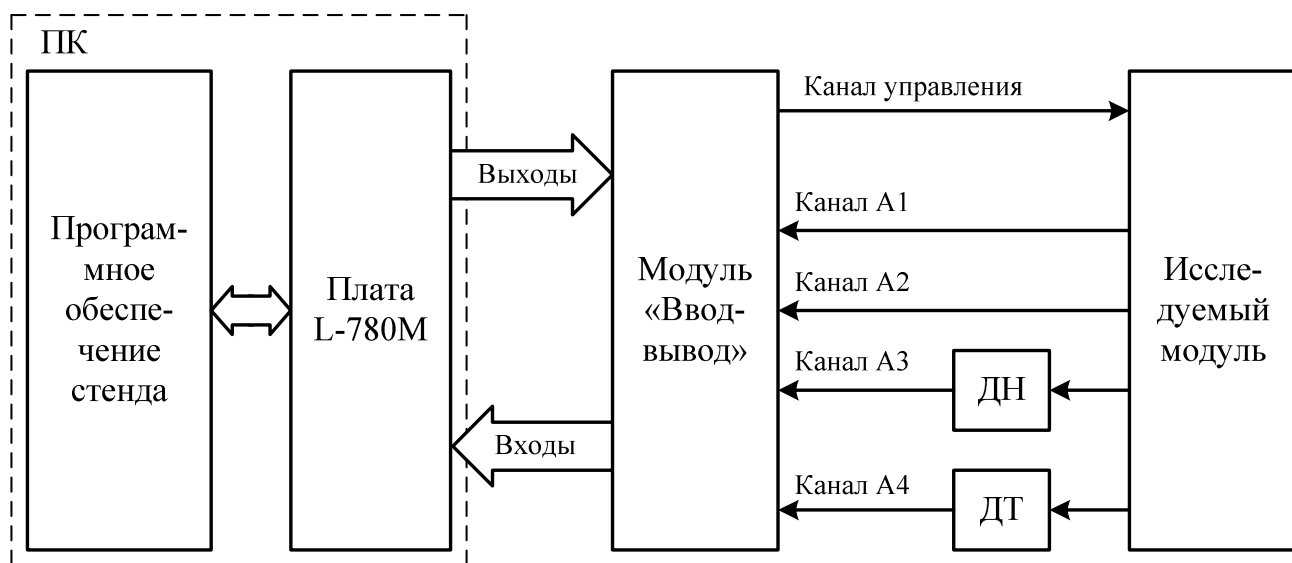 ПК
Програм-
мное
обеспе-
чение
стенда
Плата
L-780М
Выходы
Входы
Модуль
«Ввод-
вывод»
Канал управления
Канал А1
Канал А2
Канал А3
ДН
Канал А4
ДТ
Иссле-
дуемый
модуль